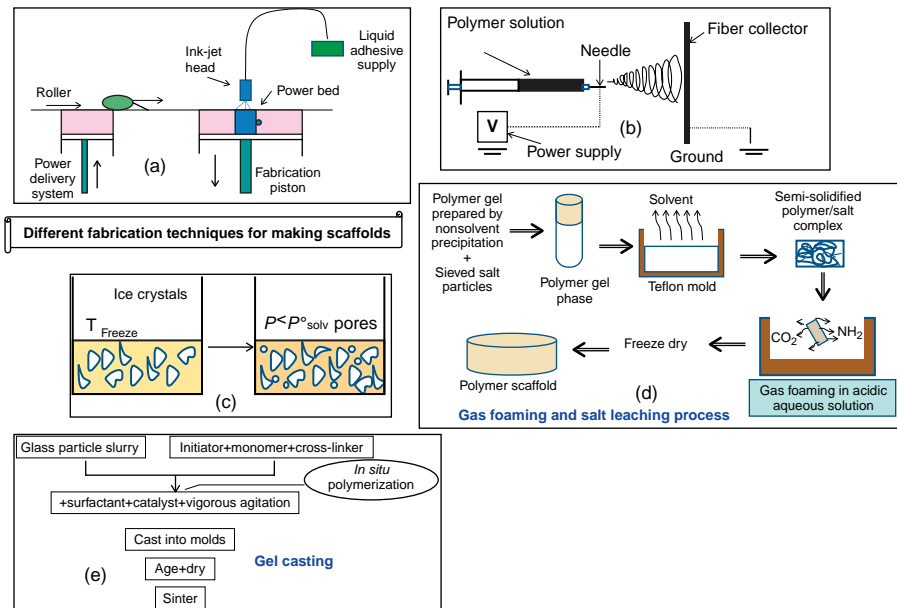 Liquid
adhesive
supply
Ink-jet
head
Roller
Power bed
(a)
Power
delivery
system
Fabrication
piston
Polymer solution
Needle
Fiber collector
V
(b)
Power supply
Ground
Different fabrication techniques for making scaffolds
Ice crystals
T Freeze
P<P°solv pores
(c)
Polymer gel
prepared by
nonsolvent
precipitation
+
Sieved salt
particles
Polymer gel
phase
Solvent
Teflon mold
Semi-solidified
polymer/salt
complex
CO2
NH2
Gas foaming in acidic
aqueous solution
Freeze dry
Polymer scaffold
(d)
Gas foaming and salt leaching process
Glass particle slurry
Initiator+monomer+cross-linker
In situ
polymerization
+surfactant+catalyst+vigorous agitation
Cast into molds
Gel casting
Age+dry
(e)
Sinter